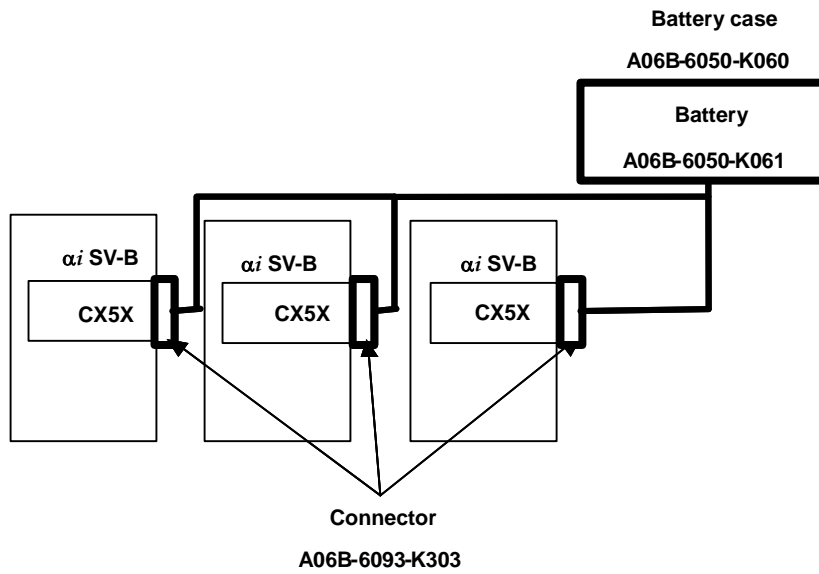 Battery case
A06B-6050-K060
Battery
A06B-6050-K061
αi SV-B
αi SV-B
αi SV-B
CX5X
CX5X
CX5X
Connector
A06B-6093-K303